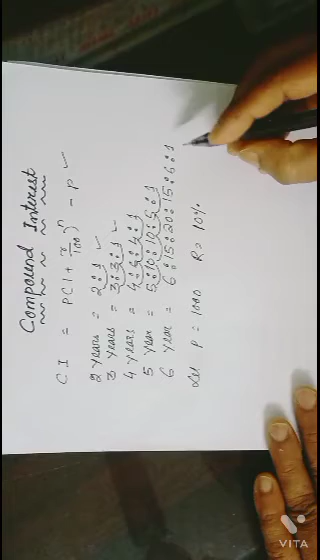 Compound Interest
CI = P(1 + r/100)^n - P ✓
2 years = 2:1 ✓
3 years = 3:3:1 ✓
4 years = 4:6:4:1
5 year = 5:10:10:5:1
6 year = 6:15:20:15:6:1
Let P = 1000 R = 10%
VITA